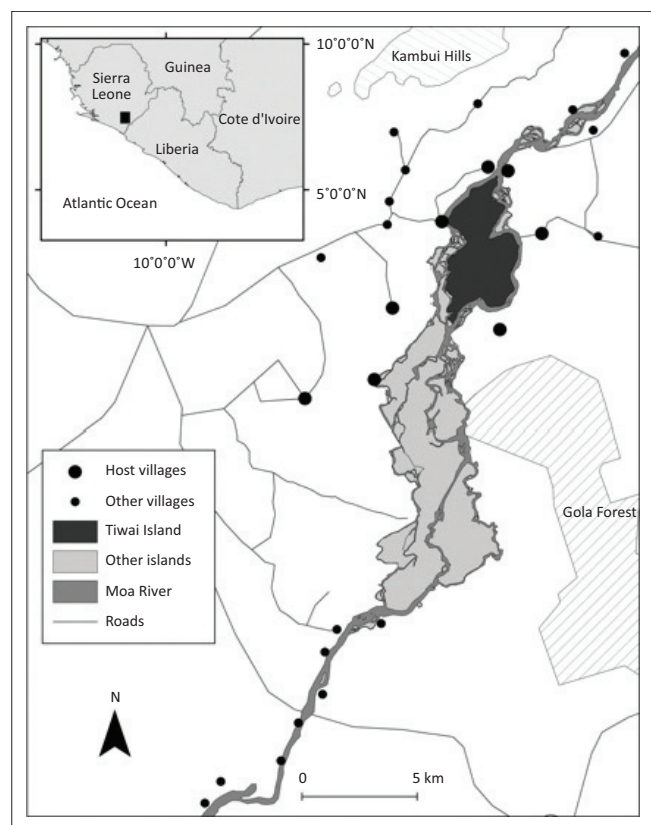 10°0'0"N
Kambui Hills
Guinea
Sierra
Leone
Cote d'Ivoire
Liberia
5°0'0"N
Atlantic Ocean
10°0'0"W
Host villages
Other villages
Tiwai Island
Gola Forest
Other islands
Moa River
Roads
N
0
5 km